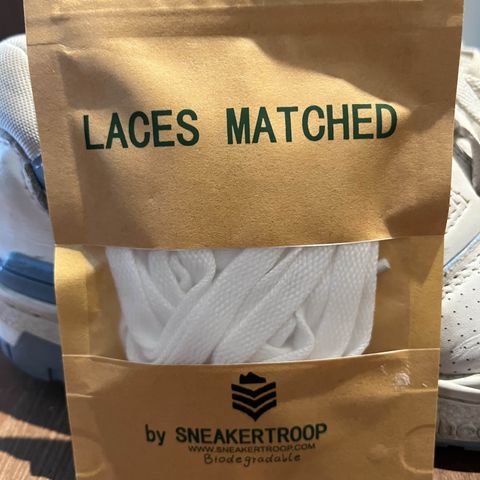 LACES MATCHED
by SNEAKERTROOP
WWW.SNEAKERTROOP.COM
Biodegradable